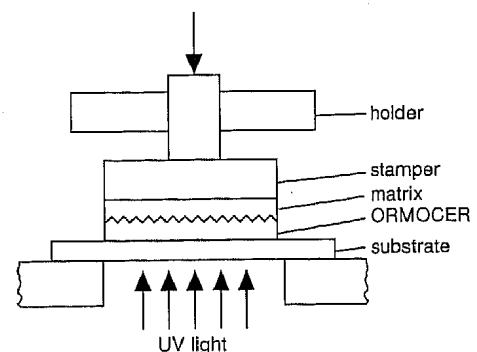 holder
stamper
matrix
ORMOCER
substrate
UV light